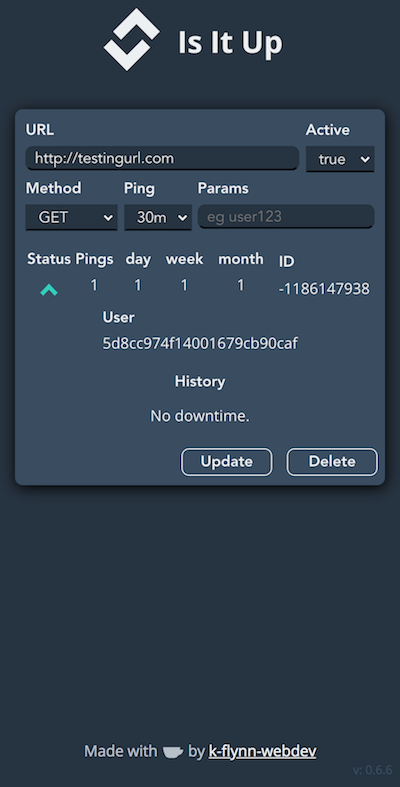 Is It Up
URL Active
http://testingurl.com true
Method Ping Params
GET 30m eg user123
Status Pings day week month ID
1 1 1 1 -1186147938
User
5d8cc974f14001679cb90caf
History
No downtime.
Update Delete
Made with by k-flynn-webdev
v: 0.6.6